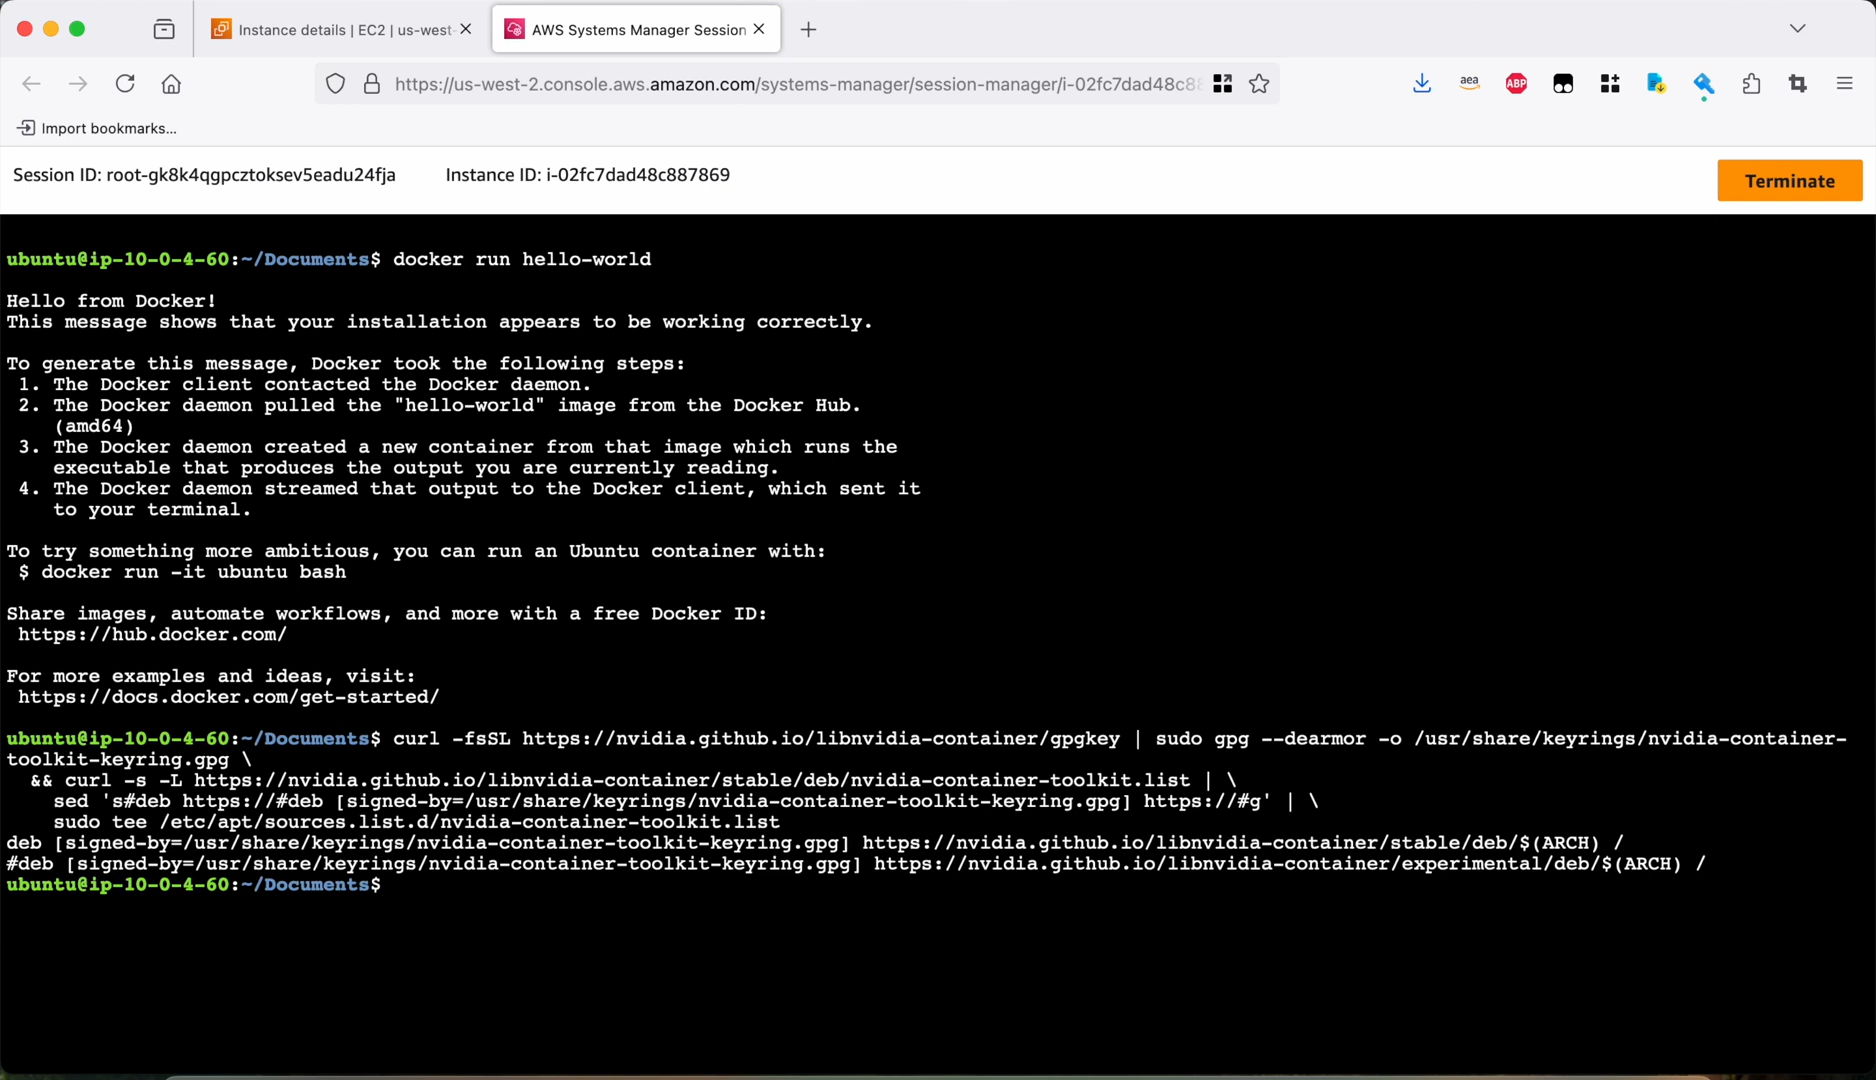 Instance details | EC2 | us-west-
AWS Systems Manager Session
https://us-west-2.console.aws.amazon.com/systems-manager/session-manager/i-02fc7dad48c88
aea
ABP
Import bookmarks...
Session ID: root-gk8k4qgpcztoksev5eadu24fja
Instance ID: i-02fc7dad48c887869
Terminate
ubuntu@ip-10-0-4-60:~/Documents$ docker run hello-world
Hello from Docker!
This message shows that your installation appears to be working correctly.
To generate this message, Docker took the following steps:
1. The Docker client contacted the Docker daemon.
2. The Docker daemon pulled the "hello-world" image from the Docker Hub.
(amd64)
3. The Docker daemon created a new container from that image which runs the
executable that produces the output you are currently reading.
4. The Docker daemon streamed that output to the Docker client, which sent it
to your terminal.
To try something more ambitious, you can run an Ubuntu container with:
$ docker run -it ubuntu bash
Share images, automate workflows, and more with a free Docker ID:
https://hub.docker.com/
For more examples and ideas, visit:
https://docs.docker.com/get-started/
ubuntu@ip-10-0-4-60:~/Documents$ curl -fsSL https://nvidia.github.io/libnvidia-container/gpgkey | sudo gpg --dearmor -o /usr/share/keyrings/nvidia-container-
toolkit-keyring.gpg \
&& curl -s -L https://nvidia.github.io/libnvidia-container/stable/deb/nvidia-container-toolkit.list | \
sed 's#deb https://#deb [signed-by=/usr/share/keyrings/nvidia-container-toolkit-keyring.gpg] https://#g' | \
sudo tee /etc/apt/sources.list.d/nvidia-container-toolkit.list
deb [signed-by=/usr/share/keyrings/nvidia-container-toolkit-keyring.gpg] https://nvidia.github.io/libnvidia-container/stable/deb/$(ARCH) /
#deb [signed-by=/usr/share/keyrings/nvidia-container-toolkit-keyring.gpg] https://nvidia.github.io/libnvidia-container/experimental/deb/$(ARCH) /
ubuntu@ip-10-0-4-60:~/Documents$